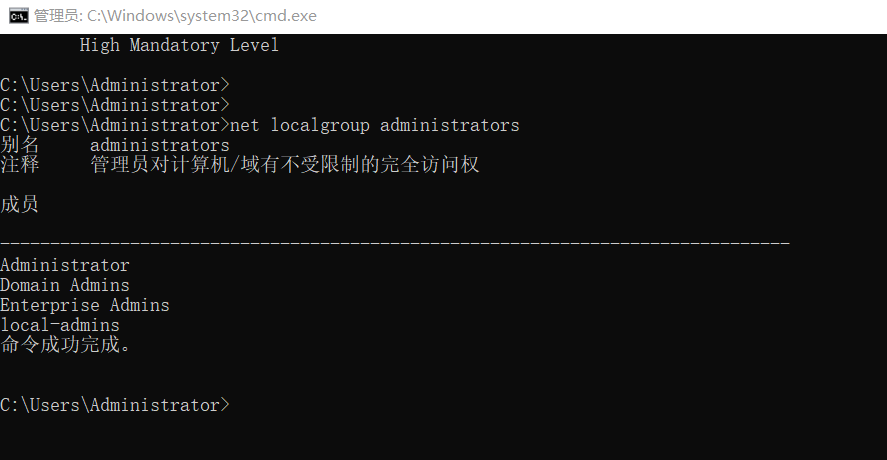 管理员: C:\Windows\system32\cmd.exe
High Mandatory Level
C:\Users\Administrator>
C:\Users\Administrator>
C:\Users\Administrator>net localgroup administrators
别名     administrators
注释     管理员对计算机/域有不受限制的完全访问权
成员
-------------------------------------------------------------------------------
Administrator
Domain Admins
Enterprise Admins
local-admins
命令成功完成。
C:\Users\Administrator>